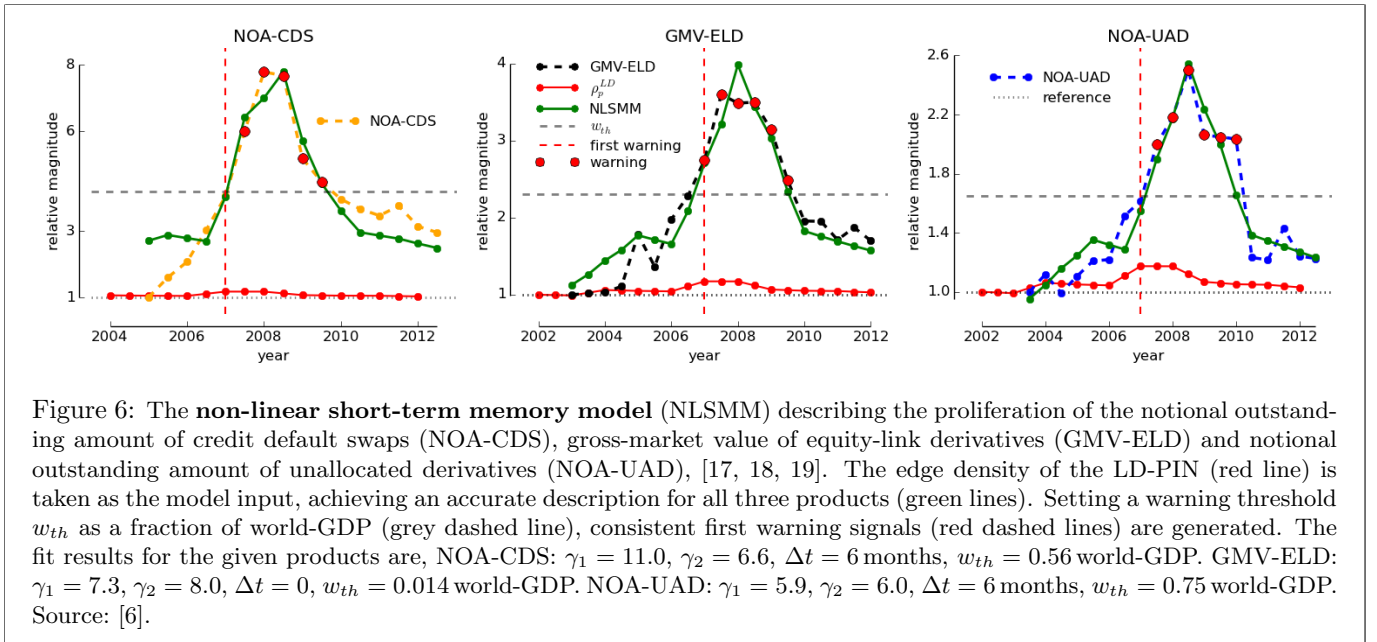 NOA-CDS
8
6
3
1
relative magnitude
NOA-CDS
2004 2006 2008 2010 2012
year
GMV-ELD
4
3
2
1
relative magnitude
GMV-ELD
ρ_p^{LD}
NLSMM
w_{th}
first warning
warning
2002 2004 2006 2008 2010 2012
year
NOA-UAD
2.6
2.2
1.8
1.4
1.0
relative magnitude
NOA-UAD
reference
2002 2004 2006 2008 2010 2012
year
Figure 6: The non-linear short-term memory model (NLSMM) describing the proliferation of the notional outstand-
ing amount of credit default swaps (NOA-CDS), gross-market value of equity-link derivatives (GMV-ELD) and notional
outstanding amount of unallocated derivatives (NOA-UAD), [17, 18, 19]. The edge density of the LD-PIN (red line) is
taken as the model input, achieving an accurate description for all three products (green lines). Setting a warning threshold
w_{th} as a fraction of world-GDP (grey dashed line), consistent first warning signals (red dashed lines) are generated. The
fit results for the given products are, NOA-CDS: γ₁ = 11.0, γ₂ = 6.6, Δt = 6 months, w_{th} = 0.56 world-GDP. GMV-ELD:
γ₁ = 7.3, γ₂ = 8.0, Δt = 0, w_{th} = 0.014 world-GDP. NOA-UAD: γ₁ = 5.9, γ₂ = 6.0, Δt = 6 months, w_{th} = 0.75 world-GDP.
Source: [6].